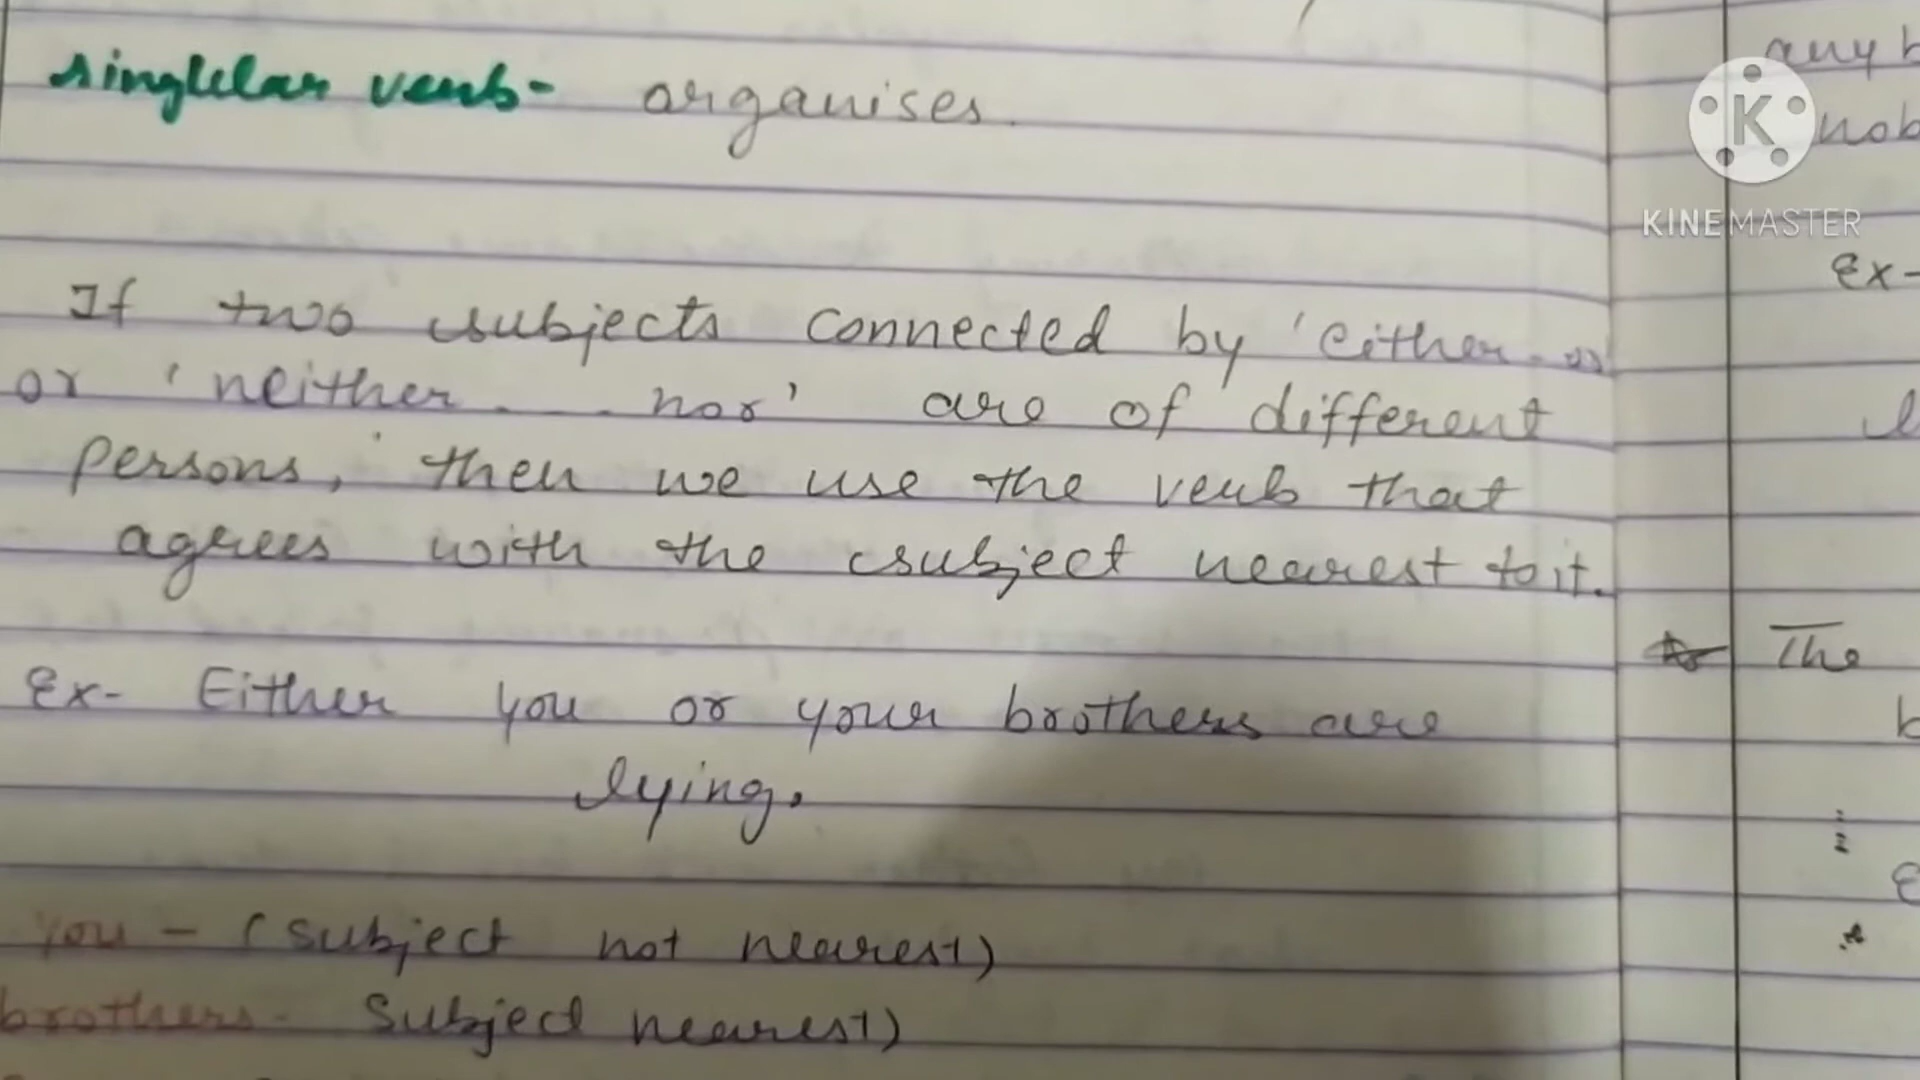 singular verb- organises.
If two subjects connected by 'either
or 'neither .... nor' are of different
persons, then we use the verb that
agrees with the subject nearest to it.
Ex- Either you or your brothers are
lying.
you - (subject not nearest)
brothers- Subject nearest)
any
KINEMASTER
Ex-
The